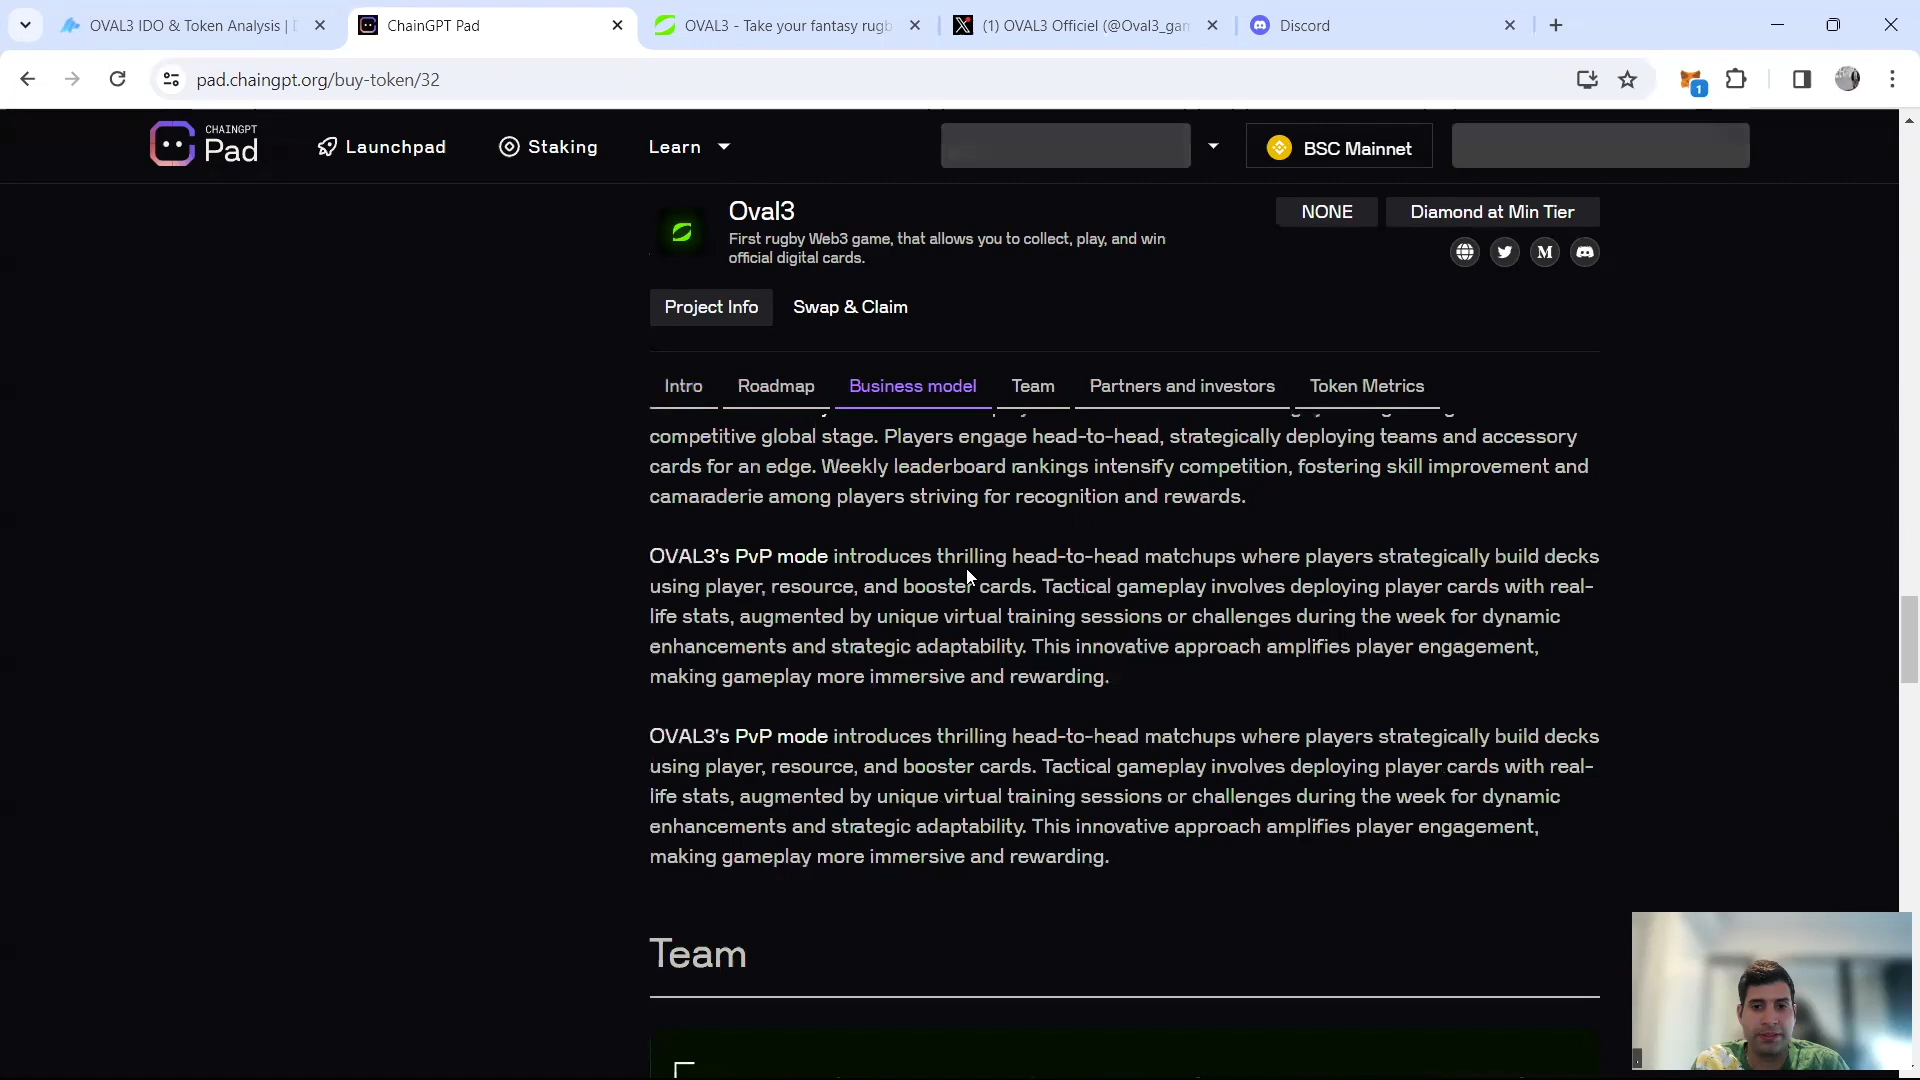 OVAL3 IDO & Token Analysis |
ChainGPT Pad
OVAL3 - Take your fantasy rugb
(1) OVAL3 Officiel (@Oval3_gan
Discord
pad.chaingpt.org/buy-token/32
1
CHAINGPT
Pad
Launchpad
Staking
Learn
BSC Mainnet
Oval3
First rugby Web3 game, that allows you to collect, play, and win
official digital cards.
NONE
Diamond at Min Tier
Project Info
Swap & Claim
Intro
Roadmap
Business model
Team
Partners and investors
Token Metrics
competitive global stage. Players engage head-to-head, strategically deploying teams and accessory
cards for an edge. Weekly leaderboard rankings intensify competition, fostering skill improvement and
camaraderie among players striving for recognition and rewards.
OVAL3's PvP mode introduces thrilling head-to-head matchups where players strategically build decks
using player, resource, and booster cards. Tactical gameplay involves deploying player cards with real-
life stats, augmented by unique virtual training sessions or challenges during the week for dynamic
enhancements and strategic adaptability. This innovative approach amplifies player engagement,
making gameplay more immersive and rewarding.
OVAL3's PvP mode introduces thrilling head-to-head matchups where players strategically build decks
using player, resource, and booster cards. Tactical gameplay involves deploying player cards with real-
life stats, augmented by unique virtual training sessions or challenges during the week for dynamic
enhancements and strategic adaptability. This innovative approach amplifies player engagement,
making gameplay more immersive and rewarding.
Team